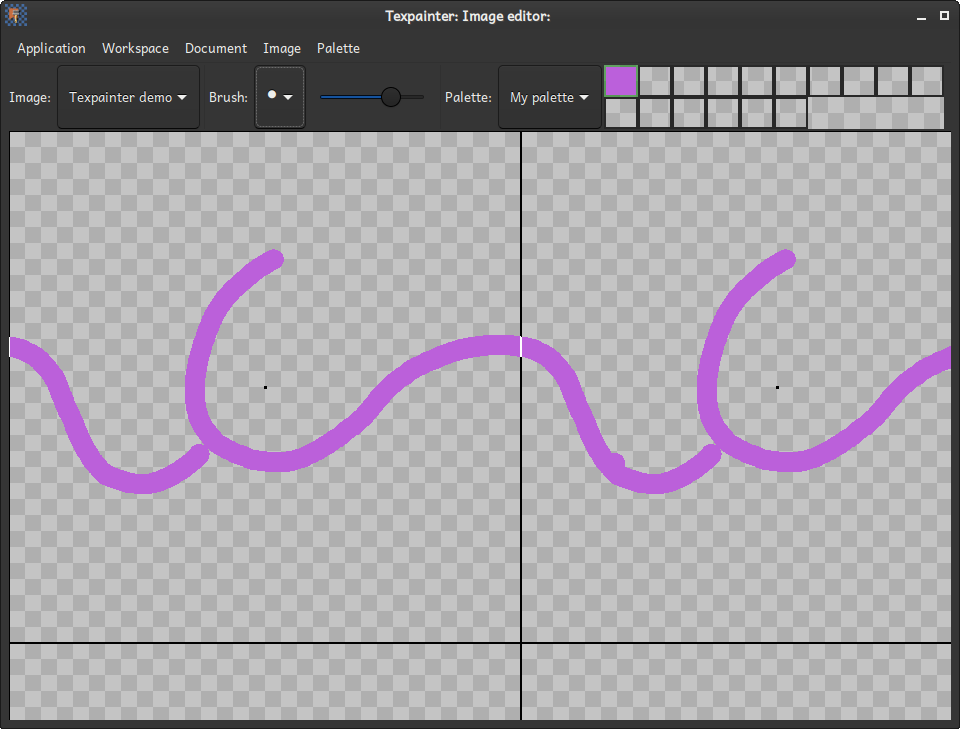 Texpainter: Image editor:
Application Workspace Document Image Palette
Image: Texpainter demo Brush: Palette: My palette